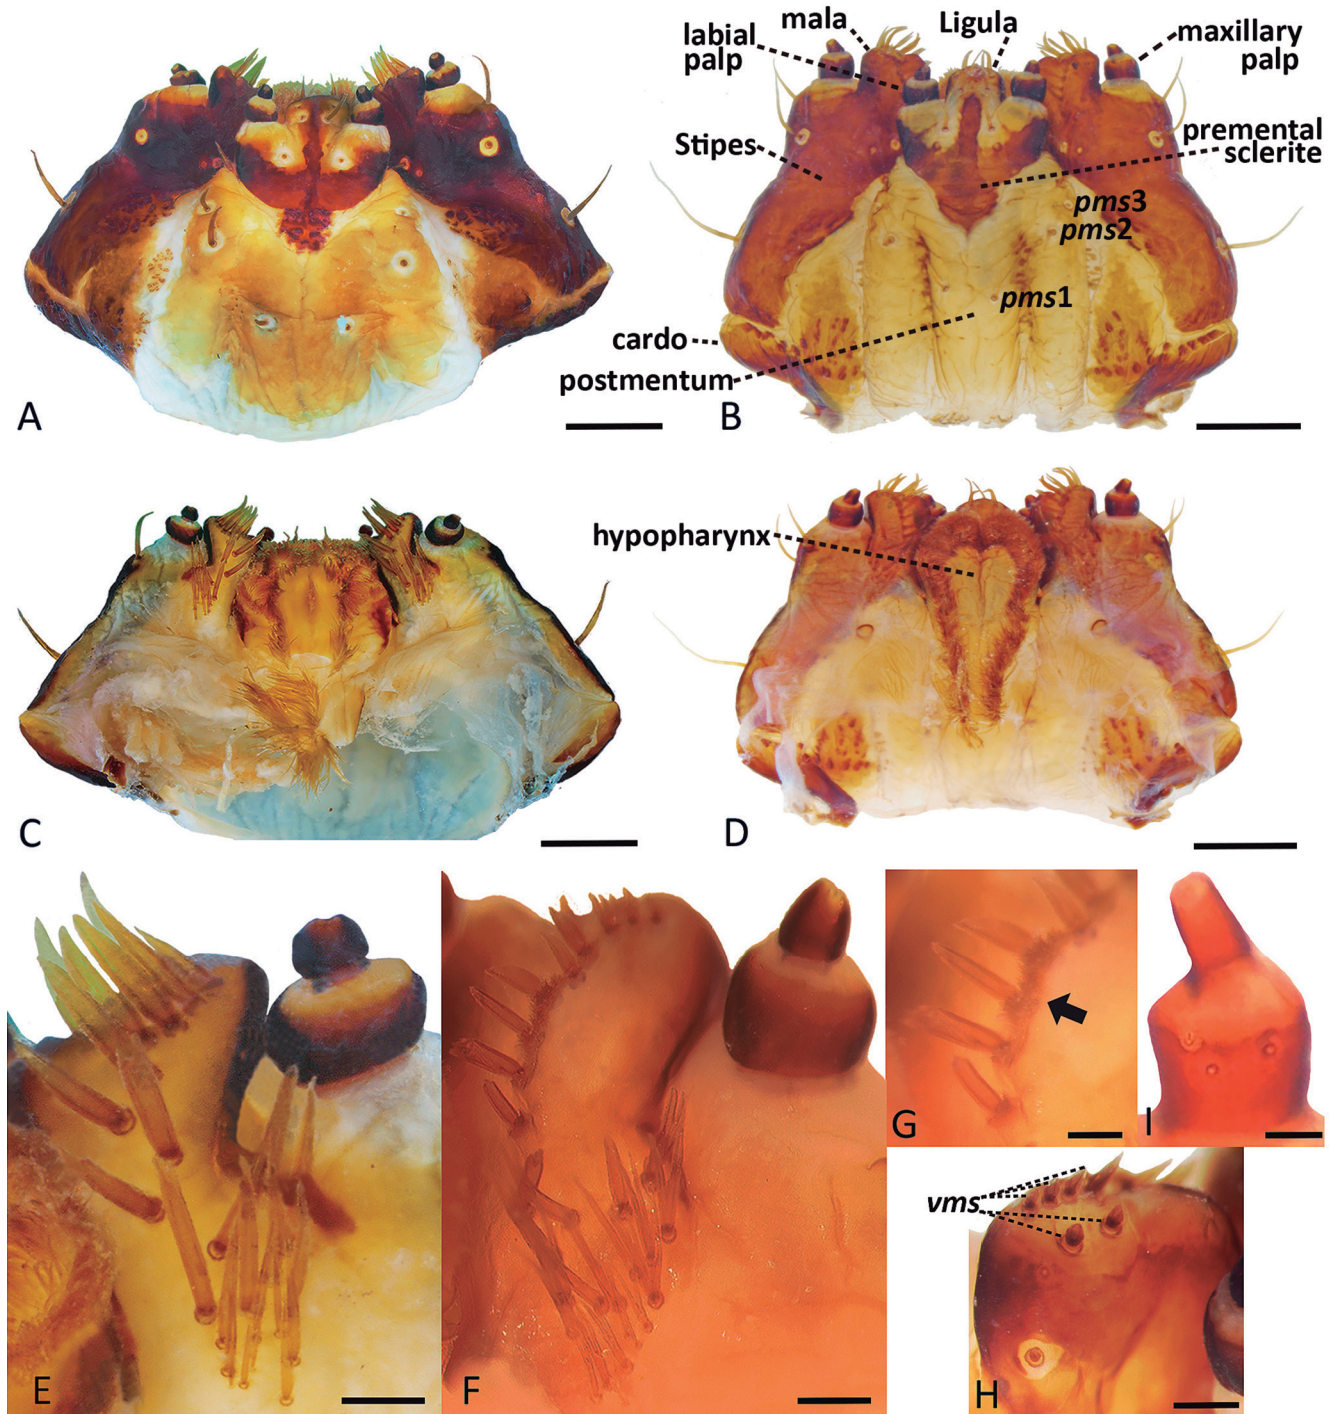 mala
Ligula
labial
palp
maxillary
palp
Stipes
premental
sclerite
pms3
pms2
pms1
cardo
postmentum
A
B
hypopharynx
C
D
G
I
vms
E
F
H